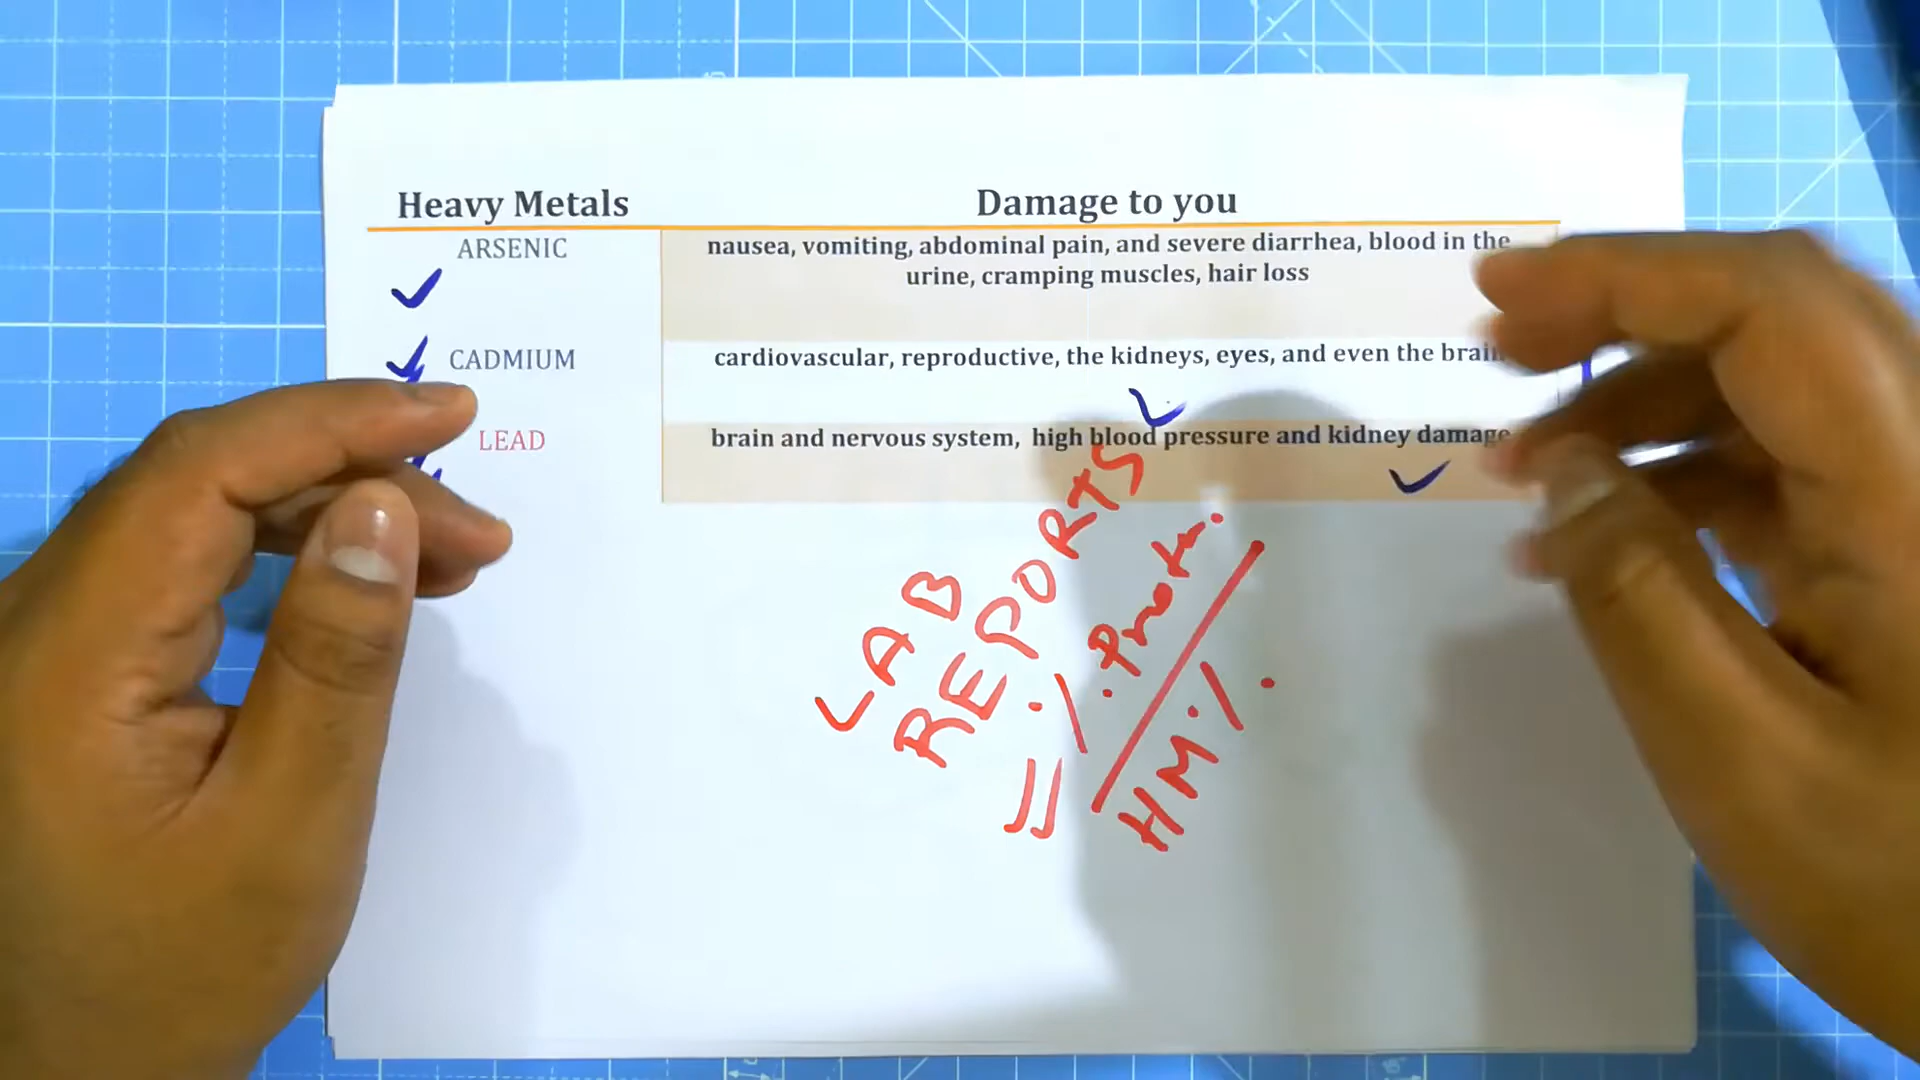 Heavy Metals Damage to you
ARSENIC nausea, vomiting, abdominal pain, and severe diarrhea, blood in the
urine, cramping muscles, hair loss
CADMIUM cardiovascular, reproductive, the kidneys, eyes, and even the brain
LEAD brain and nervous system, high blood pressure and kidney damage
LAB
REPORTS
% Protn.
HM %